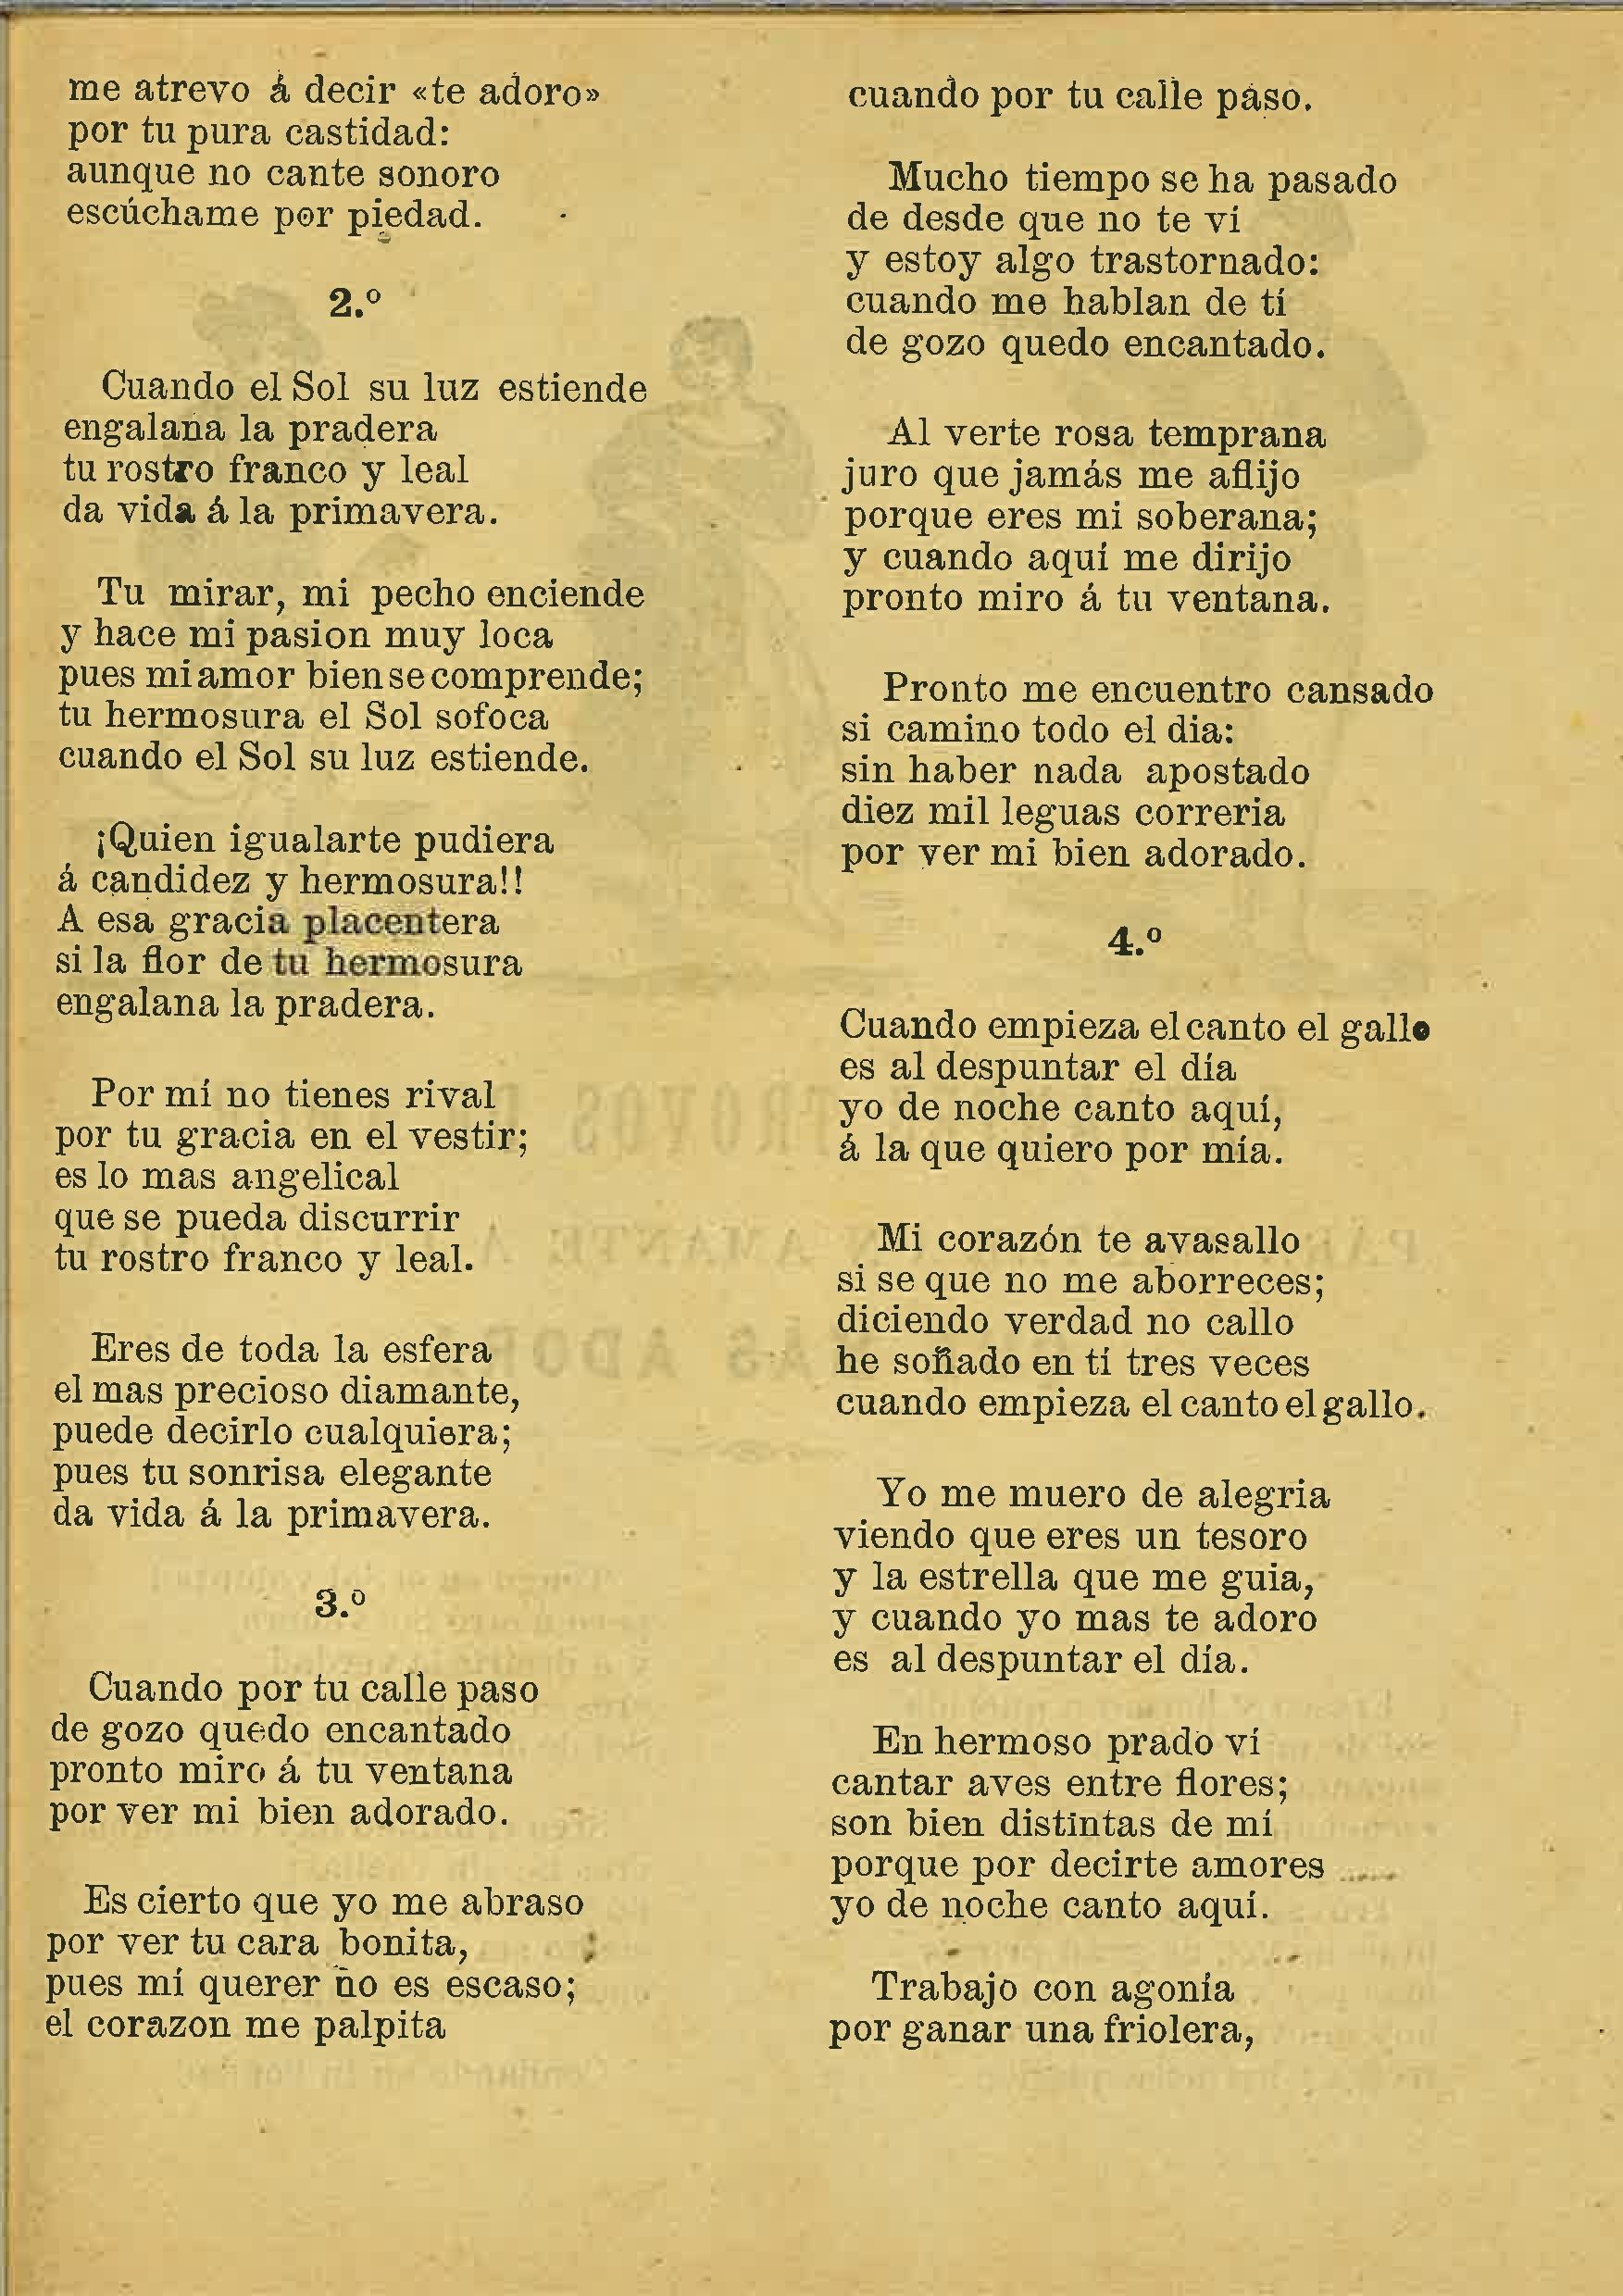 me atrevo á decir «te adoro»
por tu pura castidad:
aunque no cante sonoro
escúchame por piedad.
2.º
Cuando el Sol su luz estiende
engalana la pradera
tu rostro franco y leal
da vida á la primavera.
Tu mirar, mi pecho enciende
y hace mi pasion muy loca
pues mi amor bien se comprende;
tu hermosura el Sol sofoca
cuando el Sol su luz estiende.
¡Quien igualarte pudiera
á candidez y hermosura!!
A esa gracia placentera
si la flor de tu hermosura
engalana la pradera.
Por mí no tienes rival
por tu gracia en el vestir;
es lo mas angelical
que se pueda discurrir
tu rostro franco y leal.
Eres de toda la esfera
el mas precioso diamante,
puede decirlo cualquiera;
pues tu sonrisa elegante
da vida á la primavera.
3.º
Cuando por tu calle paso
de gozo quedo encantado
pronto miro á tu ventana
por ver mi bien adorado.
Es cierto que yo me abraso
por ver tu cara bonita,
pues mí querer no es escaso;
el corazon me palpita
cuando por tu calle paso.
Mucho tiempo se ha pasado
de desde que no te ví
y estoy algo trastornado:
cuando me hablan de tí
de gozo quedo encantado.
Al verte rosa temprana
juro que jamás me aflijo
porque eres mi soberana;
y cuando aquí me dirijo
pronto miro á tu ventana.
Pronto me encuentro cansado
si camino todo el dia:
sin haber nada apostado
diez mil leguas correria
por ver mi bien adorado.
4.º
Cuando empieza el canto el gallo
es al despuntar el día
yo de noche canto aquí,
á la que quiero por mía.
Mi corazón te avasallo
si se que no me aborreces;
diciendo verdad no callo
he soñado en tí tres veces
cuando empieza el canto el gallo.
Yo me muero de alegria
viendo que eres un tesoro
y la estrella que me guia,
y cuando yo mas te adoro
es al despuntar el día.
En hermoso prado ví
cantar aves entre flores;
son bien distintas de mí
porque por decirte amores
yo de noche canto aquí.
Trabajo con agonía
por ganar una friolera,